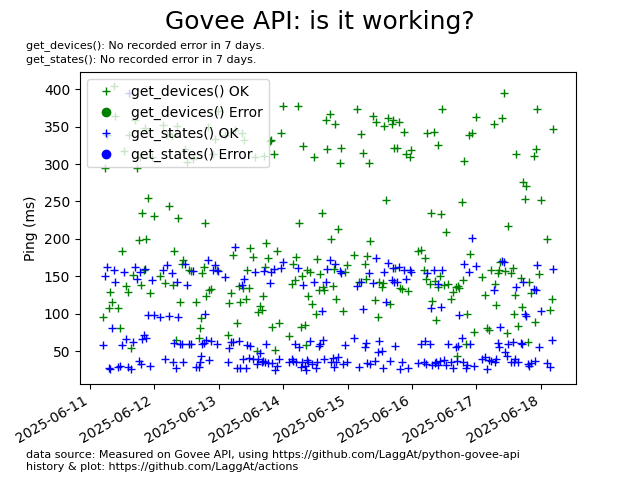 Govee API: is it working?
get_devices(): No recorded error in 7 days.
get_states(): No recorded error in 7 days.
get_devices() OK
get_devices() Error
get_states() OK
get_states() Error
Ping (ms)
400
350
300
250
200
150
100
50
2025-06-11
2025-06-12
2025-06-13
2025-06-14
2025-06-15
2025-06-16
2025-06-17
2025-06-18
data source: Measured on Govee API, using https://github.com/LaggAt/python-govee-api
history & plot: https://github.com/LaggAt/actions